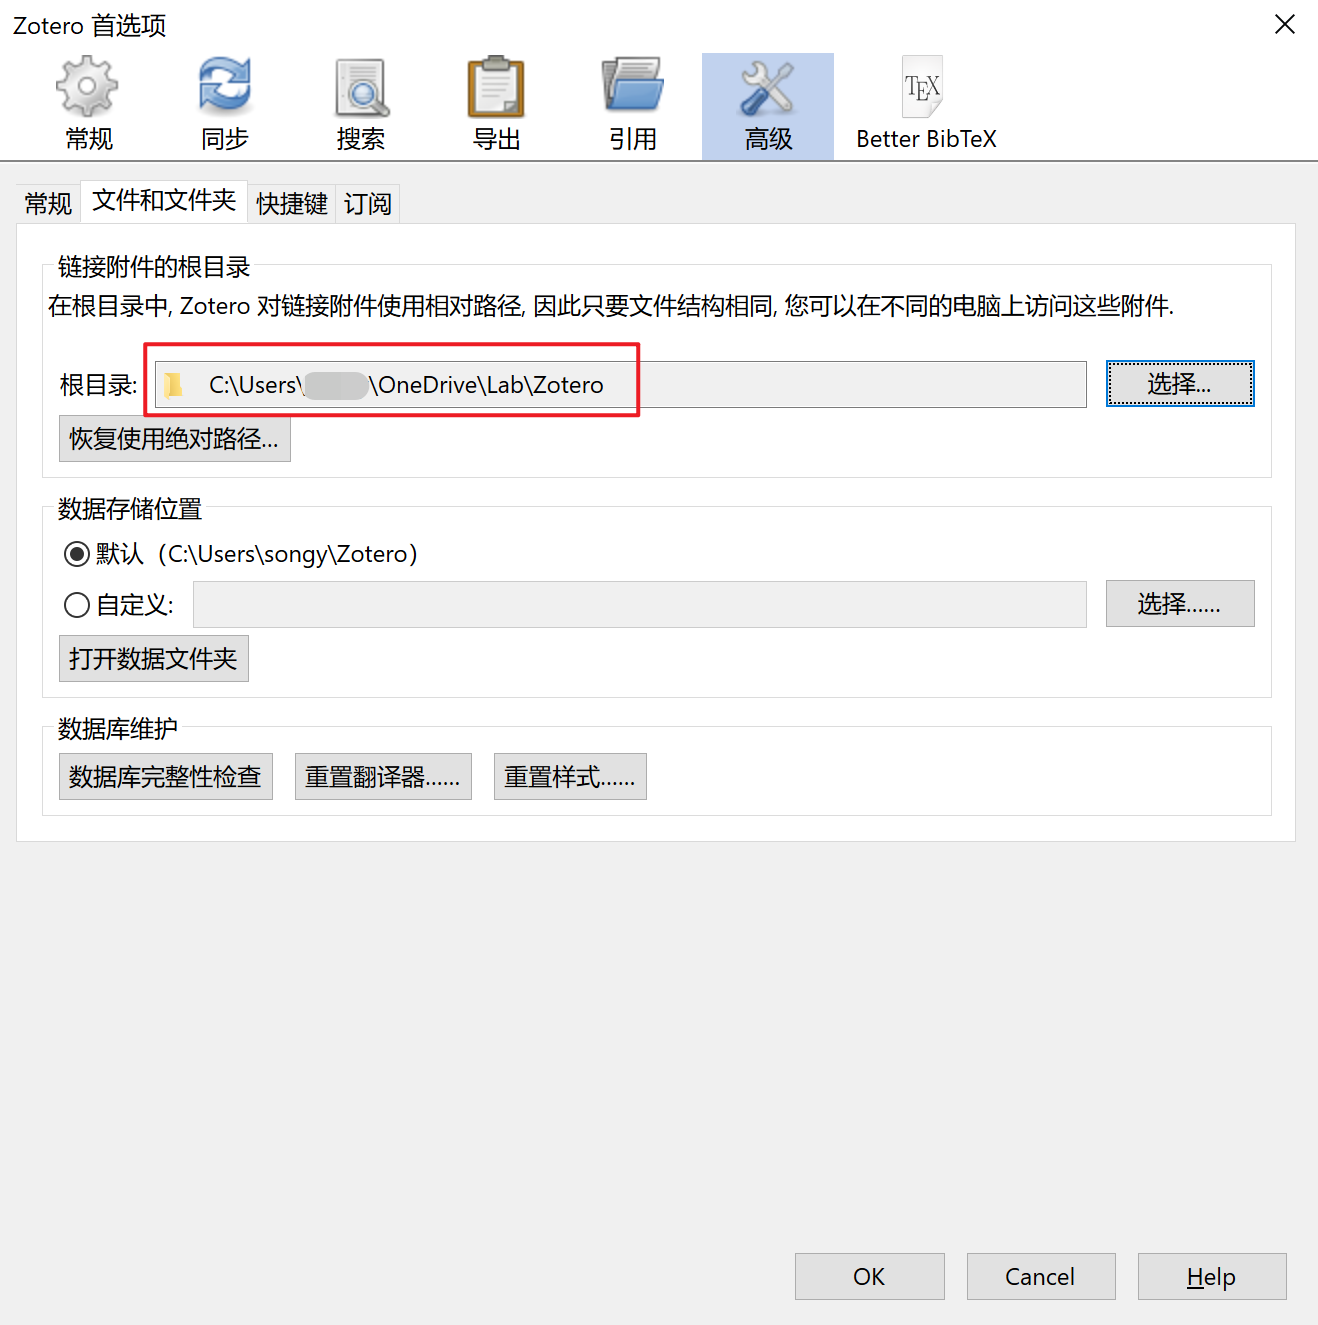 Zotero 首选项
常规 同步 搜索 导出 引用 高级 Better BibTeX
常规 文件和文件夹 快捷键 订阅
链接附件的根目录
在根目录中, Zotero 对链接附件使用相对路径, 因此只要文件结构相同, 您可以在不同的电脑上访问这些附件.
根目录: C:\Users\ \OneDrive\Lab\Zotero 选择...
恢复使用绝对路径...
数据存储位置
默认（C:\Users\songy\Zotero）
自定义: 选择......
打开数据文件夹
数据库维护
数据库完整性检查 重置翻译器...... 重置样式......
OK Cancel Help